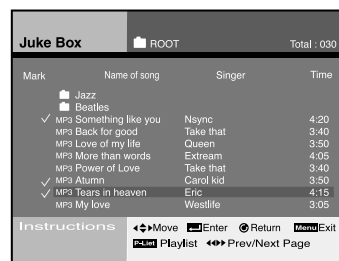 Juke Box ROOT Total : 030
Mark Name of song Singer Time
Jazz
Beatles
MP3 Something like you Nsync 4:20
MP3 Back for good Take that 3:40
MP3 Love of my life Queen 3:50
MP3 More than words Extream 4:05
MP3 Power of Love Take that 3:40
MP3 Atumn Carol kid 3:50
MP3 Tears in heaven Eric 4:15
MP3 My love Westlife 3:05
Instructions Move Enter Return Menu Exit
P-List Playlist Prev/Next Page